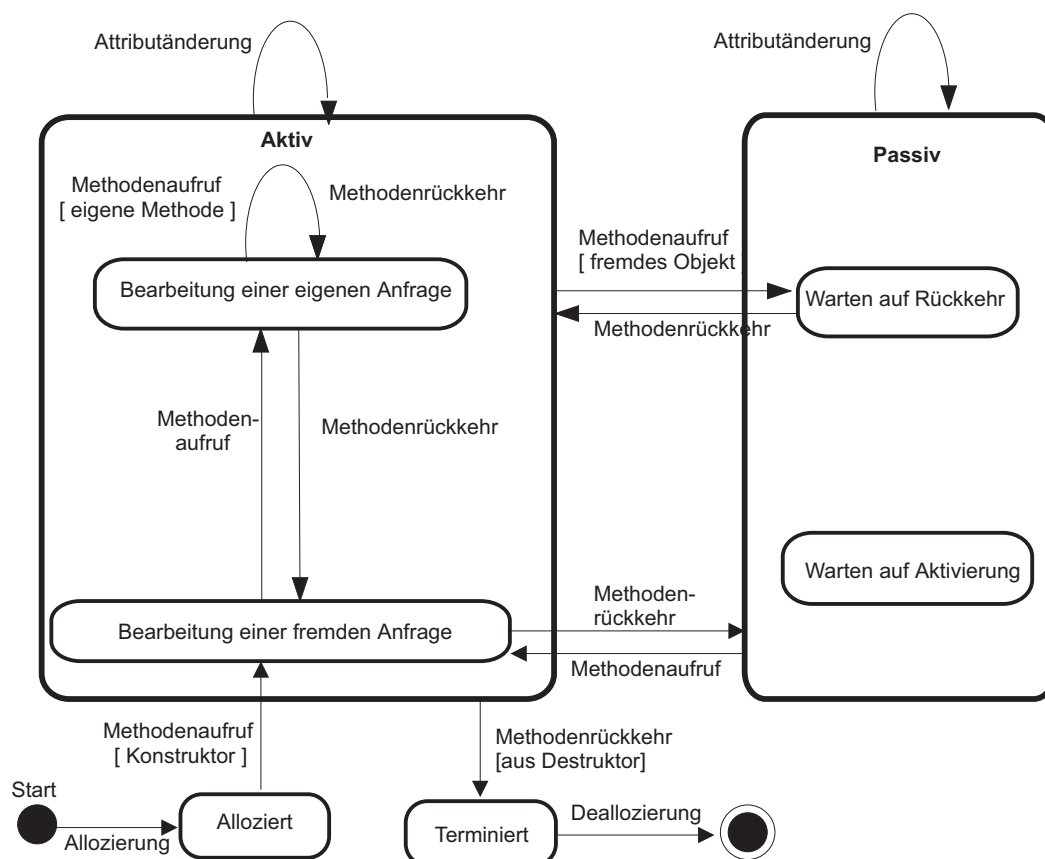 Attributänderung
Attributänderung
Aktiv
Passiv
Methodenaufruf
[ eigene Methode ]
Methodenrückkehr
Bearbeitung einer eigenen Anfrage
Methodenaufruf
[ fremdes Objekt
Warten auf Rückkehr
Methodenrückkehr
Methoden-
aufruf
Methodenrückkehr
Warten auf Aktivierung
Bearbeitung einer fremden Anfrage
Methoden-
rückkehr
Methodenaufruf
Methodenaufruf
[ Konstruktor ]
Methodenrückkehr
[aus Destruktor]
Start
Allozierung
Alloziert
Terminiert
Deallozierung